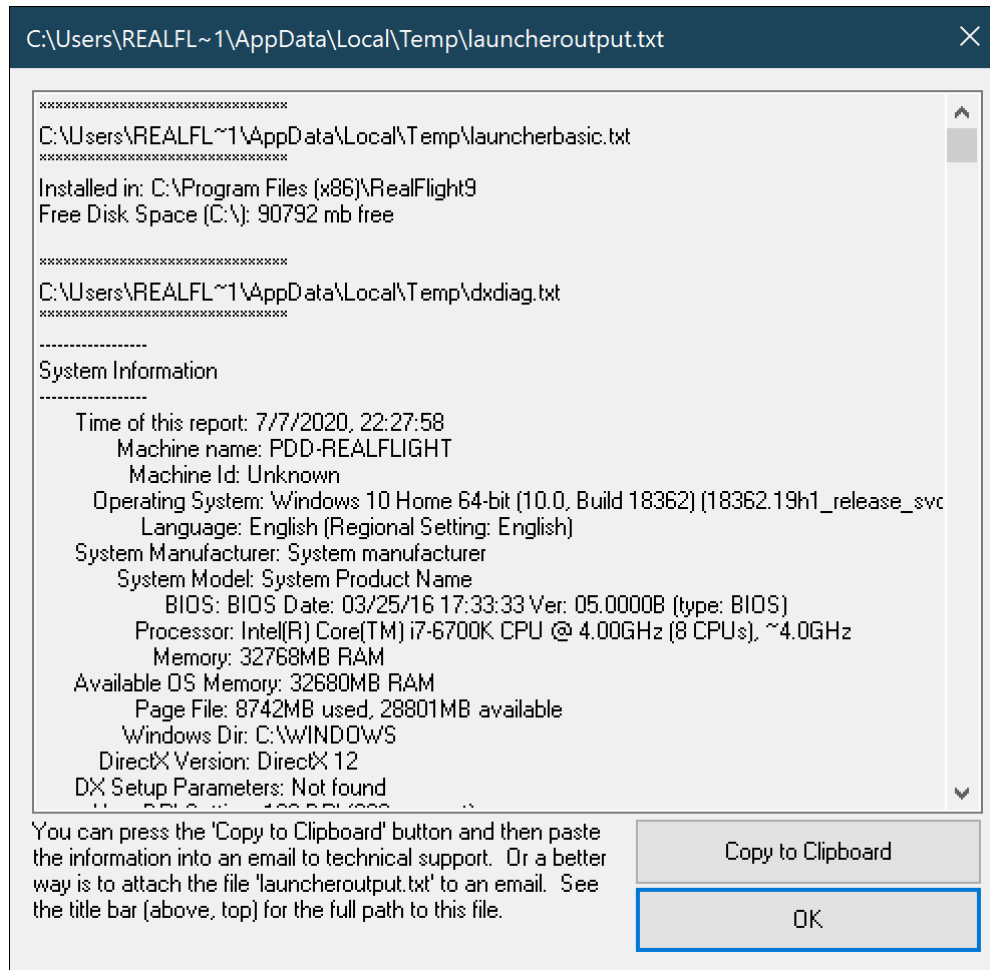 C:\Users\REALFL~1\AppData\Local\Temp\launcheroutput.txt
*******************************
C:\Users\REALFL~1\AppData\Local\Temp\launcherbasic.txt
*******************************
Installed in: C:\Program Files (x86)\RealFlight9
Free Disk Space (C:\): 90792 mb free
*******************************
C:\Users\REALFL~1\AppData\Local\Temp\dxdiag.txt
*******************************
------------------
System Information
------------------
Time of this report: 7/7/2020, 22:27:58
Machine name: PDD-REALFLIGHT
Machine Id: Unknown
Operating System: Windows 10 Home 64-bit (10.0, Build 18362) (18362.19h1_release_svc
Language: English (Regional Setting: English)
System Manufacturer: System manufacturer
System Model: System Product Name
BIOS: BIOS Date: 03/25/16 17:33:33 Ver: 05.0000B (type: BIOS)
Processor: Intel(R) Core(TM) i7-6700K CPU @ 4.00GHz (8 CPUs), ~4.0GHz
Memory: 32768MB RAM
Available OS Memory: 32680MB RAM
Page File: 8742MB used, 28801MB available
Windows Dir: C:\WINDOWS
DirectX Version: DirectX 12
DX Setup Parameters: Not found
You can press the 'Copy to Clipboard' button and then paste
the information into an email to technical support.  Or a better
way is to attach the file 'launcheroutput.txt' to an email.  See
the title bar (above, top) for the full path to this file.
Copy to Clipboard
OK